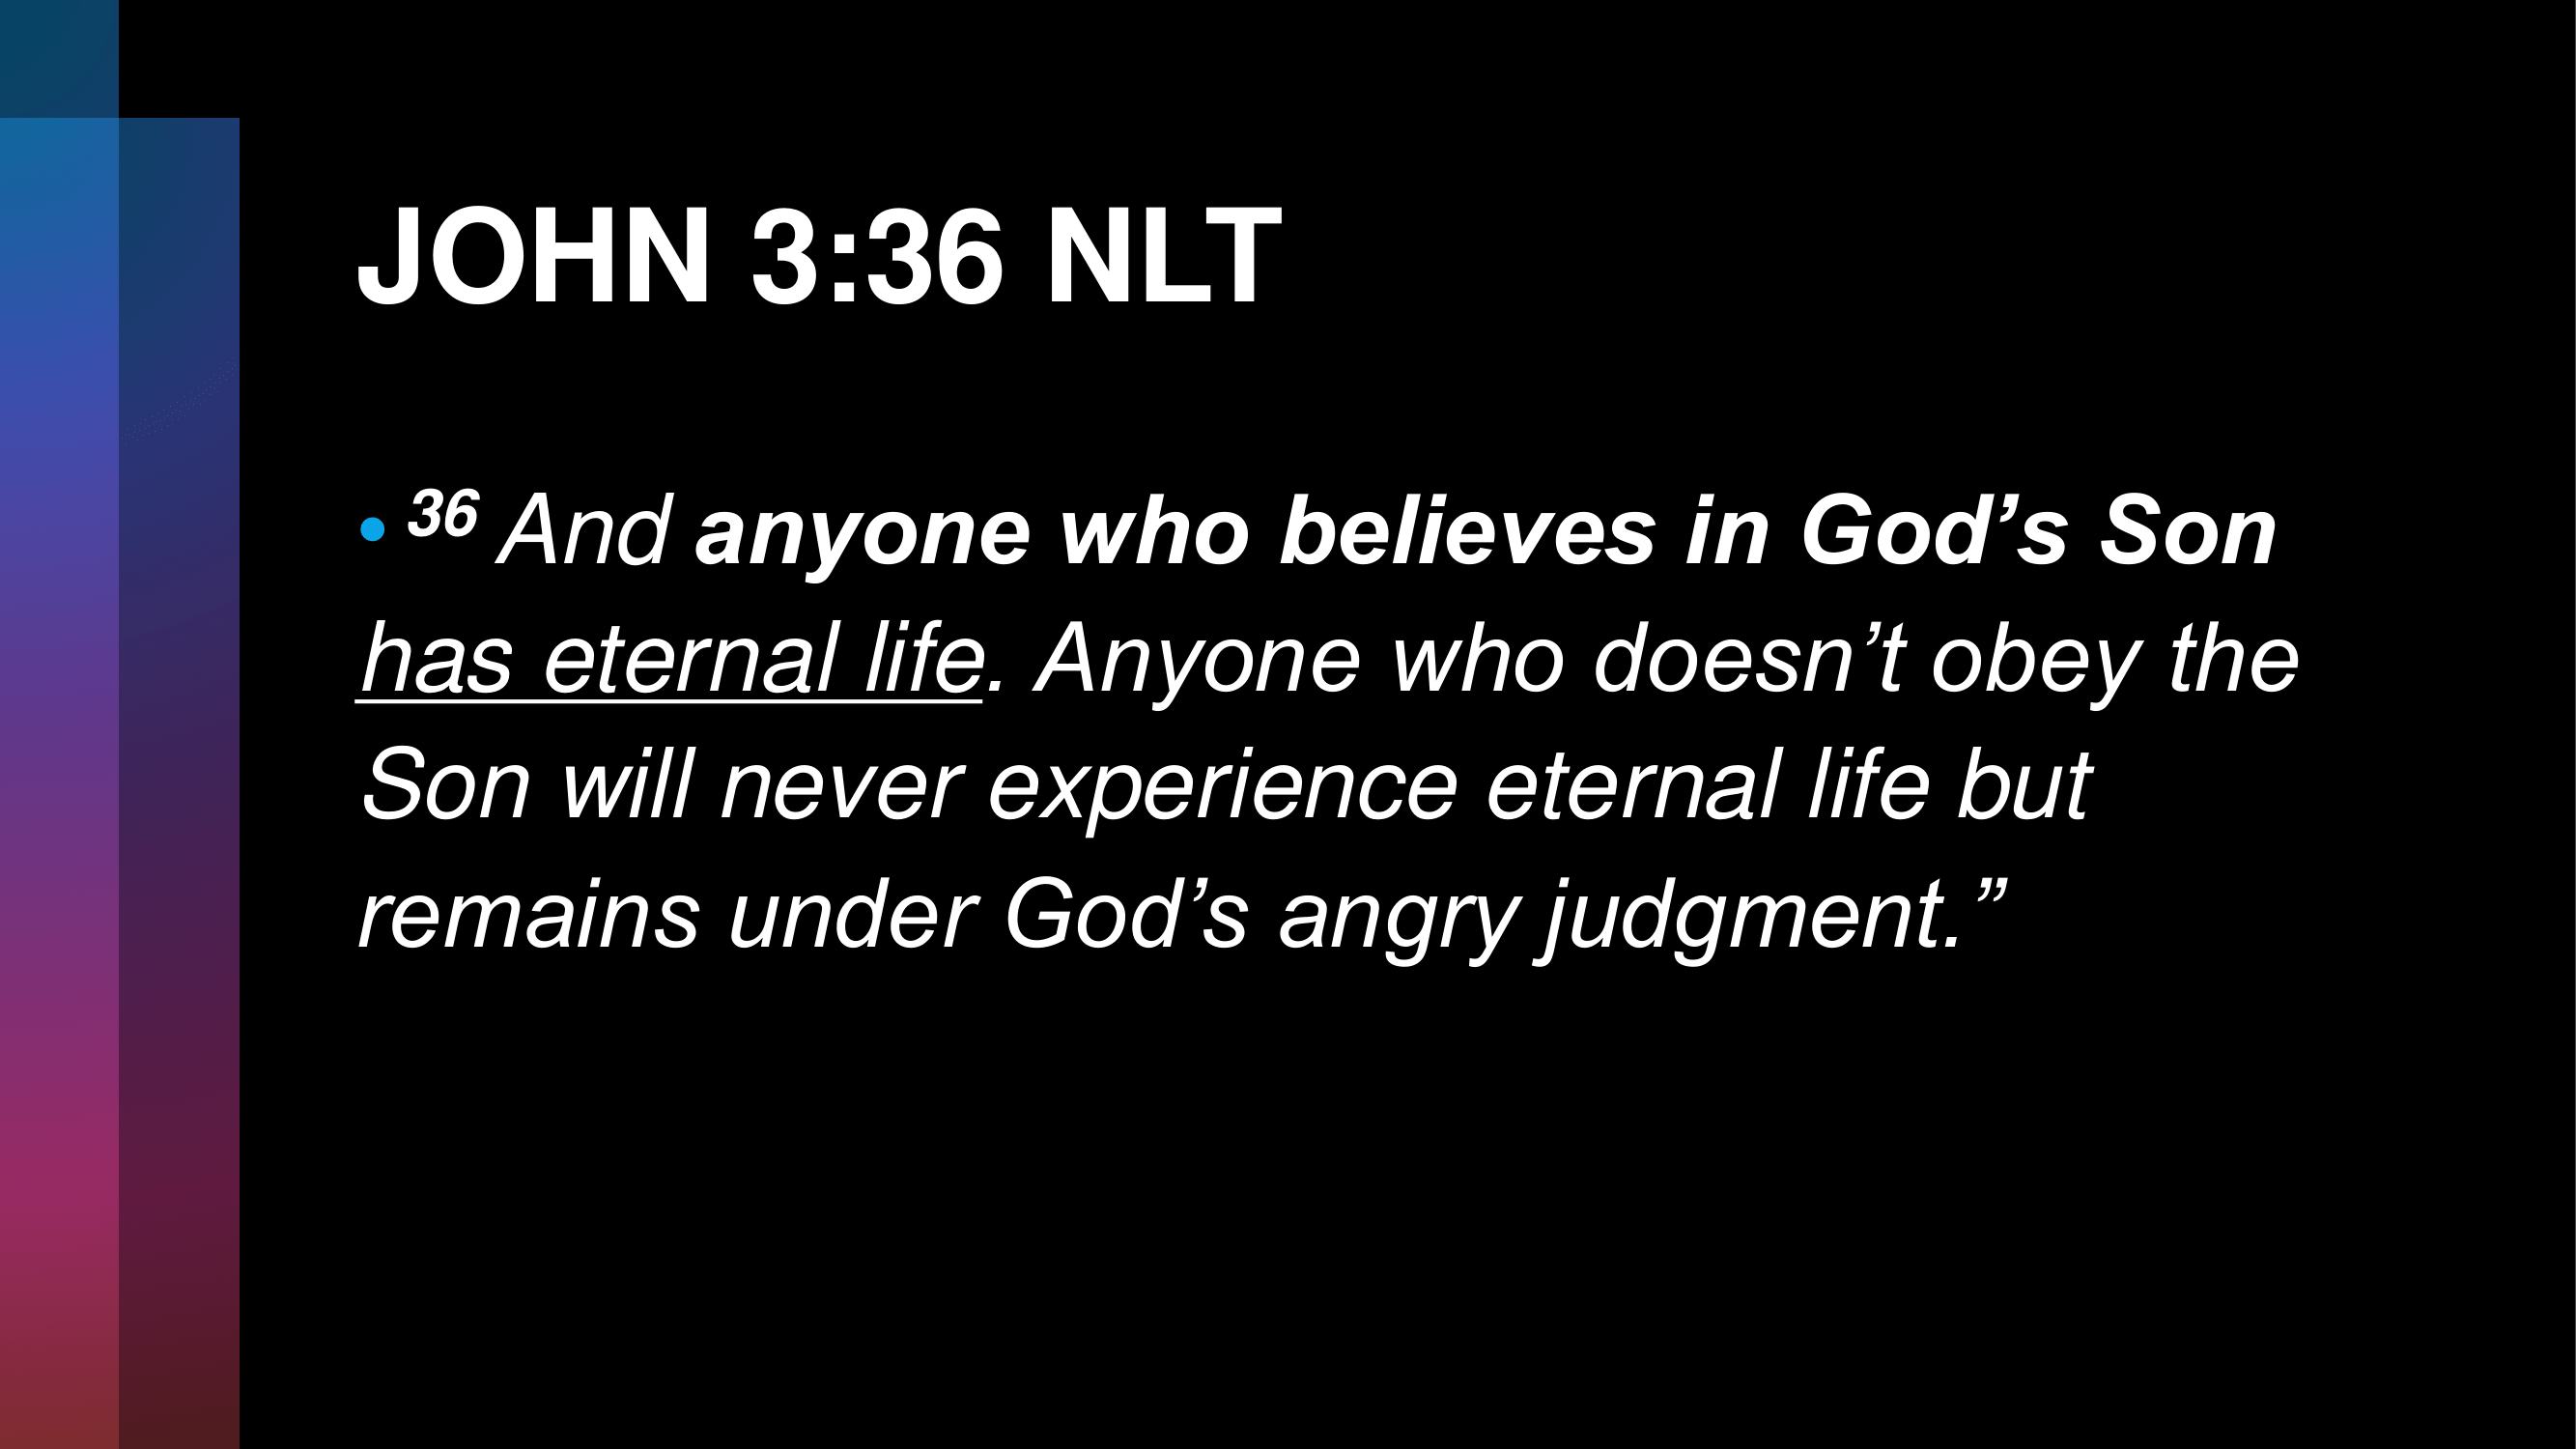 JOHN 3:36 NLT
• 36 And anyone who believes in God’s Son
has eternal life. Anyone who doesn’t obey the
Son will never experience eternal life but
remains under God’s angry judgment.”